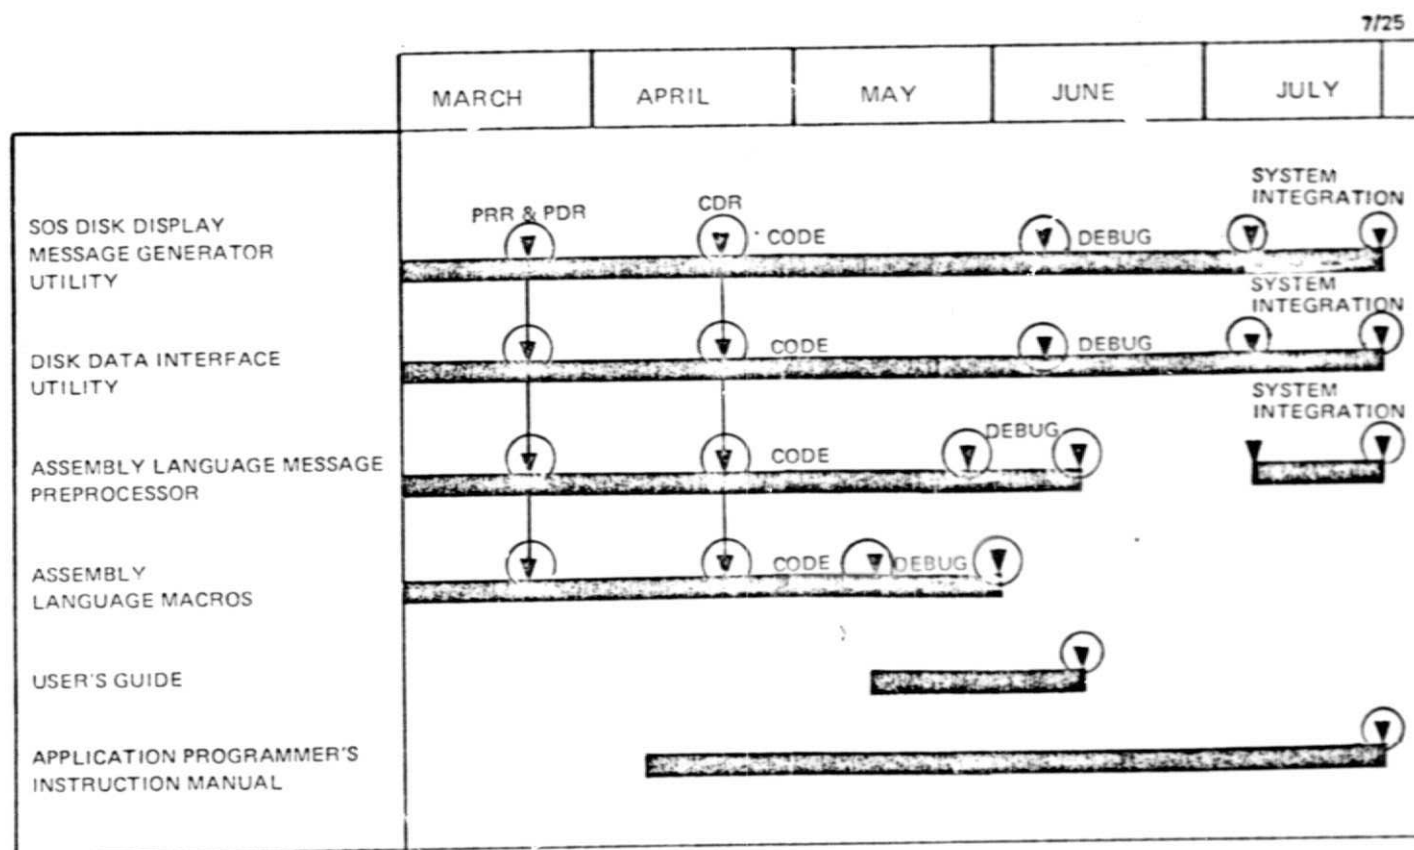 7/25
MARCH APRIL MAY JUNE JULY
SOS DISK DISPLAY
MESSAGE GENERATOR
UTILITY
PRR & PDR
CDR
CODE
DEBUG
SYSTEM
INTEGRATION
DISK DATA INTERFACE
UTILITY
CODE
DEBUG
SYSTEM
INTEGRATION
ASSEMBLY LANGUAGE MESSAGE
PREPROCESSOR
CODE
DEBUG
SYSTEM
INTEGRATION
ASSEMBLY
LANGUAGE MACROS
CODE
DEBUG
USER'S GUIDE
APPLICATION PROGRAMMER'S
INSTRUCTION MANUAL